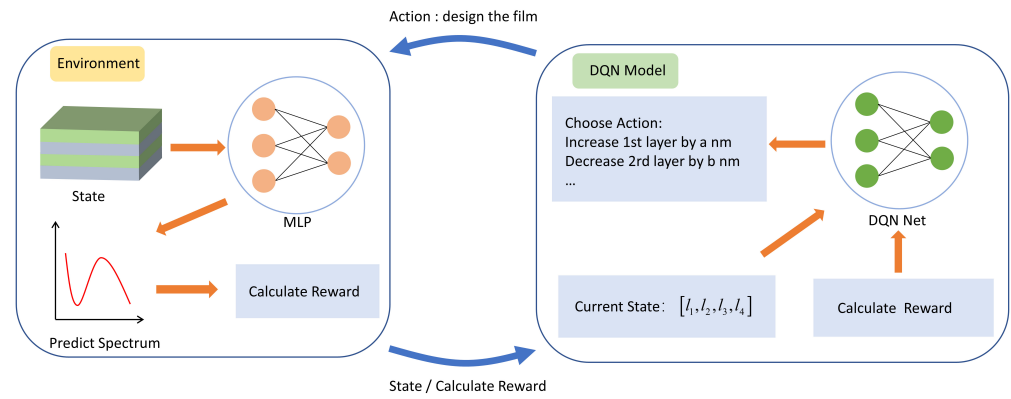 Action : design the film
Environment
State
MLP
Predict Spectrum
Calculate Reward
DQN Model
Choose Action:
Increase 1st layer by a nm
Decrease 2rd layer by b nm
...
DQN Net
Current State: [l₁,l₂,l₃,l₄]
Calculate Reward
State / Calculate Reward